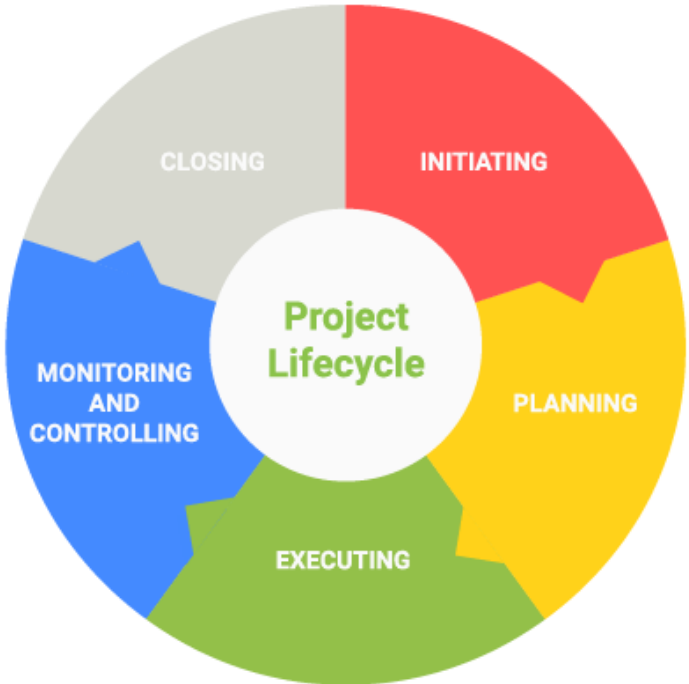 CLOSING
INITIATING
Project
Lifecycle
MONITORING
AND
CONTROLLING
PLANNING
EXECUTING